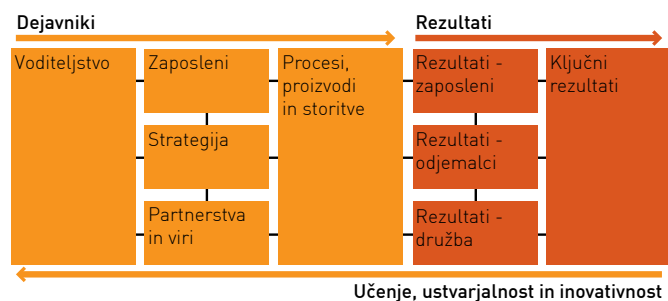 Dejavniki
Rezultati
Voditeljstvo
Zaposleni
Strategija
Partnerstva
in viri
Procesi,
proizvodi
in storitve
Rezultati -
zaposleni
Rezultati -
odjemalci
Rezultati -
družba
Ključni
rezultati
Učenje, ustvarjalnost in inovativnost